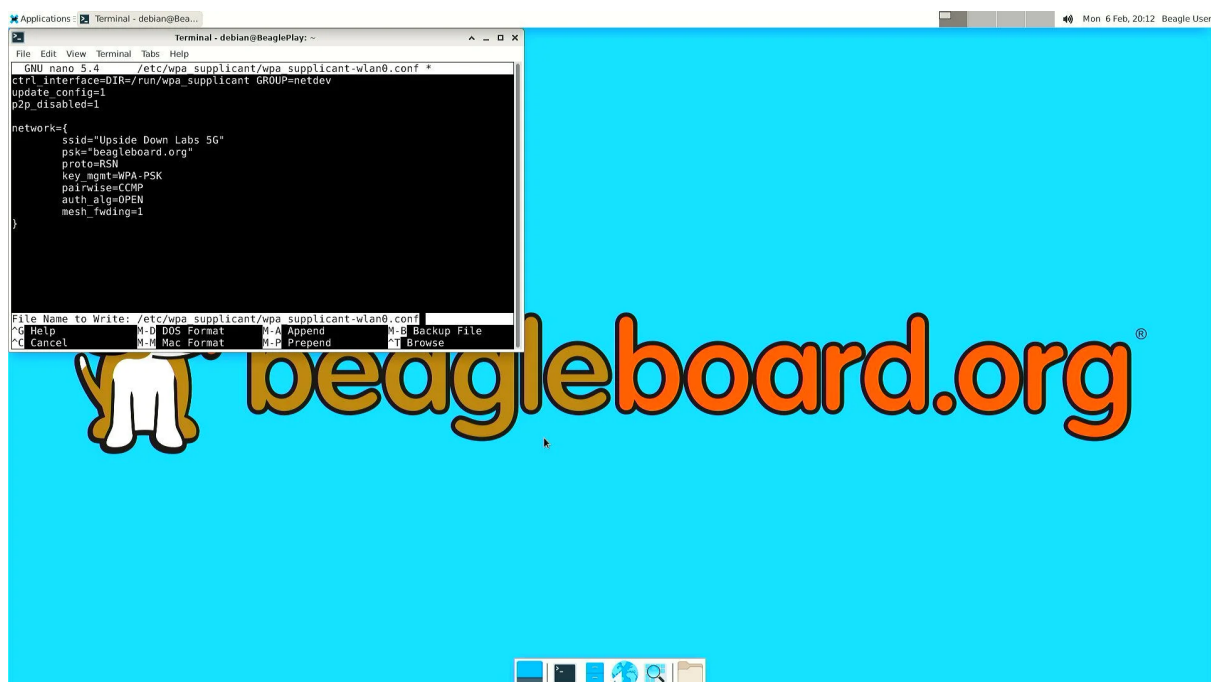 Applications Terminal - debian@Bea... Mon 6 Feb, 20:12 Beagle User
Terminal - debian@BeaglePlay: ~
File Edit View Terminal Tabs Help
GNU nano 5.4 /etc/wpa_supplicant/wpa_supplicant-wlan0.conf *
ctrl_interface=DIR=/run/wpa_supplicant GROUP=netdev
update_config=1
p2p_disabled=1
network={
ssid="Upside Down Labs 5G"
psk="beagleboard.org"
proto=RSN
key_mgmt=WPA-PSK
pairwise=CCMP
auth_alg=OPEN
mesh_fwding=1
}
File Name to Write: /etc/wpa_supplicant/wpa_supplicant-wlan0.conf
^G Help M-D DOS Format M-A Append M-B Backup File
^C Cancel M-M Mac Format M-P Prepend ^T Browse
beagleboard.org®